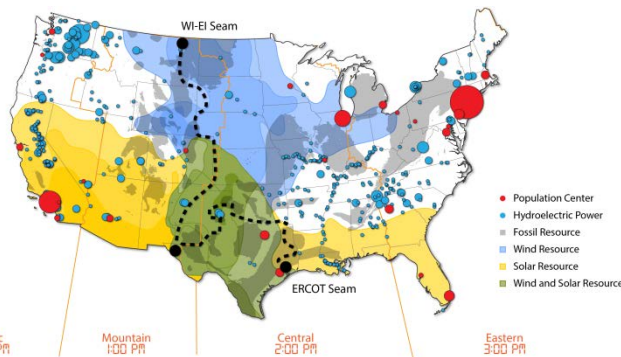 WI-EI Seam
Population Center
Hydroelectric Power
Fossil Resource
Wind Resource
Solar Resource
Wind and Solar Resource
ERCOT Seam
Mountain
Central
Eastern
1:00 PM
2:00 PM
3:00 PM